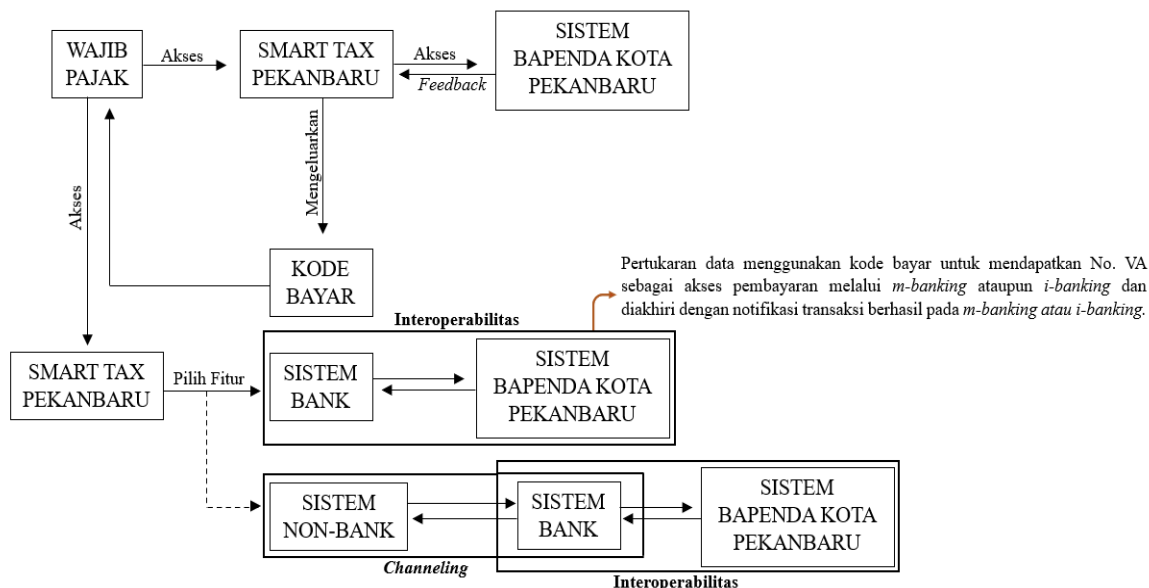 WAJIB
PAJAK
Akses
SMART TAX
PEKANBARU
Akses
Feedback
SISTEM
BAPENDA KOTA
PEKANBARU
Akses
Mengeluarkan
KODE
BAYAR
Pertukaran data menggunakan kode bayar untuk mendapatkan No. VA
sebagai akses pembayaran melalui m-banking ataupun i-banking dan
diakhiri dengan notifikasi transaksi berhasil pada m-banking atau i-banking.
Interoperabilitas
SMART TAX
PEKANBARU
Pilih Fitur
SISTEM
BANK
SISTEM
BAPENDA KOTA
PEKANBARU
SISTEM
NON-BANK
SISTEM
BANK
SISTEM
BAPENDA KOTA
PEKANBARU
Channeling
Interoperabilitas